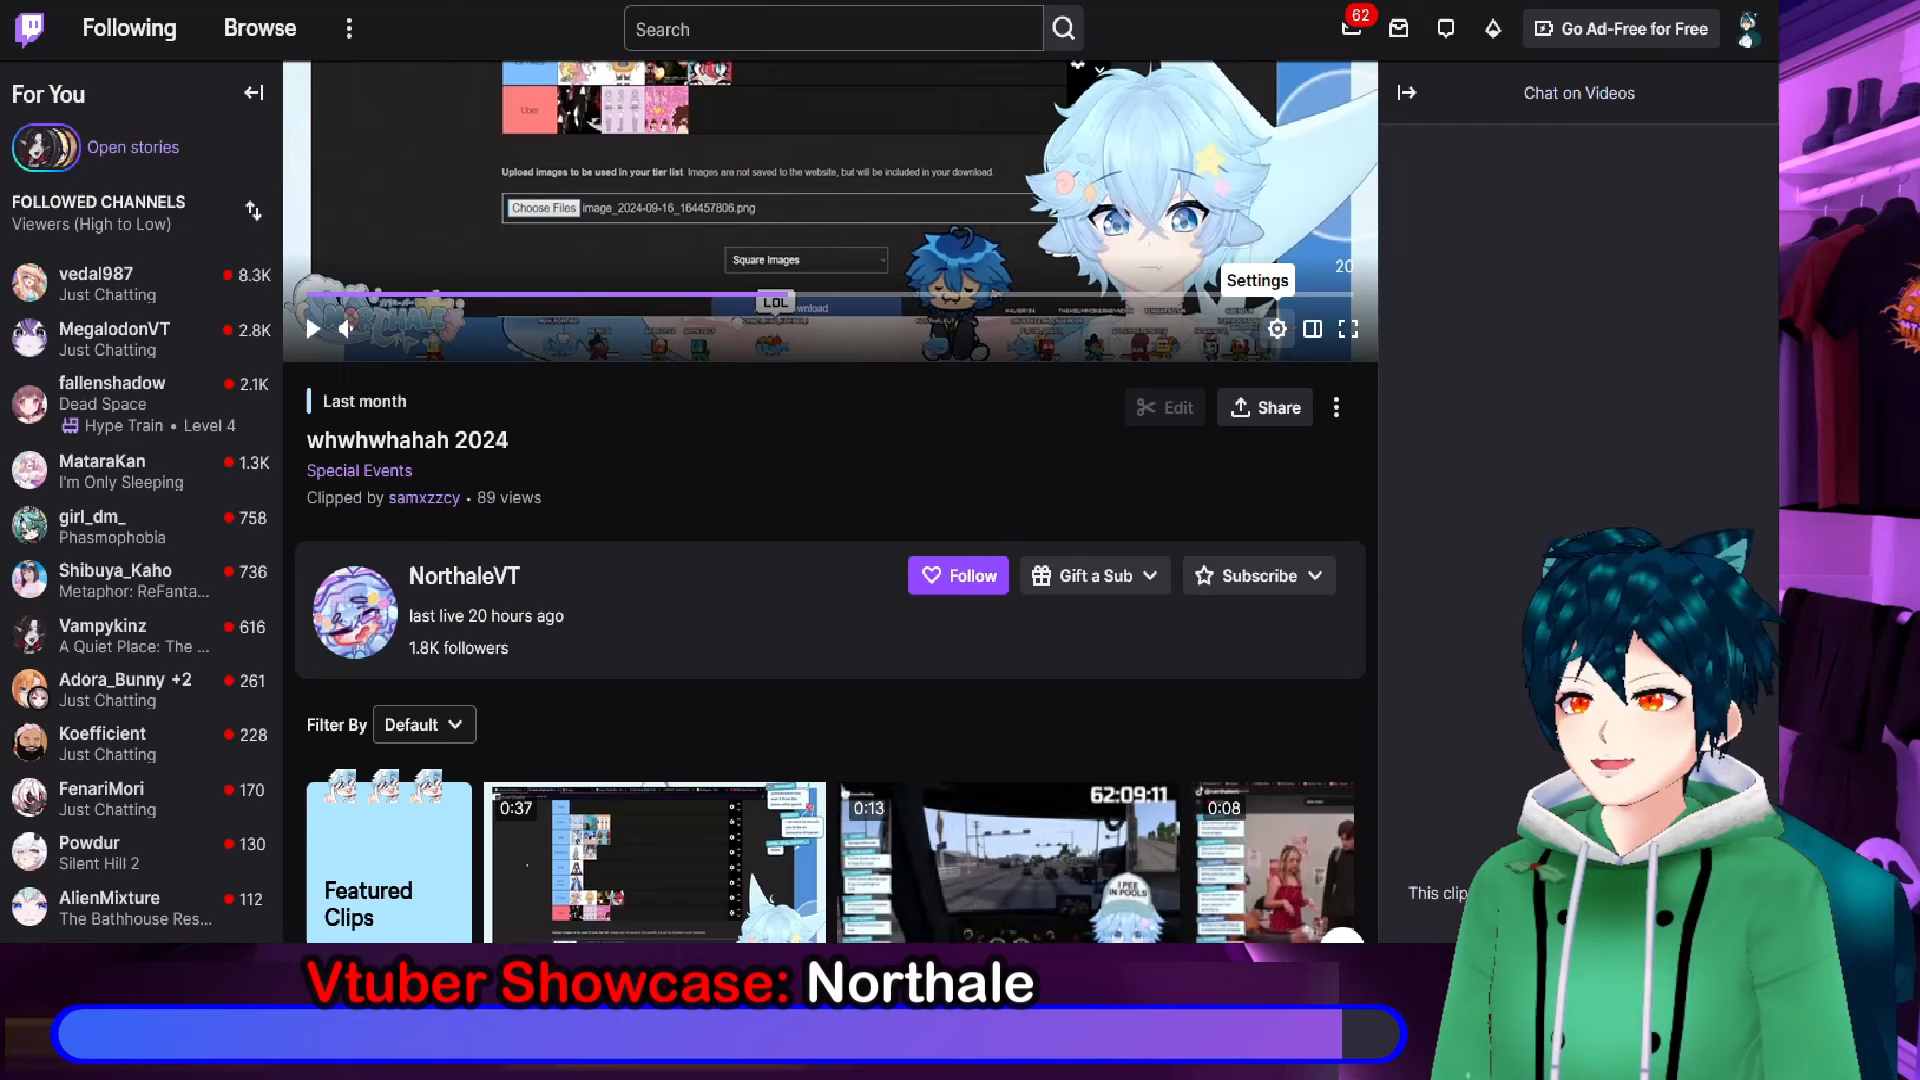 Following
Browse
Search
62
Go Ad-Free for Free
For You
Open stories
FOLLOWED CHANNELS
Viewers (High to Low)
vedal987
8.3K
Just Chatting
MegalodonVT
2.8K
Just Chatting
fallenshadow
2.1K
Dead Space
Hype Train • Level 4
MataraKan
1.3K
I'm Only Sleeping
girl_dm_
758
Phasmophobia
Shibuya_Kaho
736
Metaphor: ReFanta...
Vampykinz
616
A Quiet Place: The ...
Adora_Bunny +2
261
Just Chatting
Koefficient
228
Just Chatting
FenariMori
170
Just Chatting
Powdur
130
Silent Hill 2
AlienMixture
112
The Bathhouse Res...
Uber
Upload images to be used in your tier list. Images are not saved to the website, but will be included in your download.
Choose Files image_2024-09-16_164457806.png
Square Images
Settings
20
LOL
wnload
NORTHALE
Last month
Edit
Share
whwhwhahah 2024
Special Events
Clipped by samxzzcy • 89 views
NorthaleVT
last live 20 hours ago
1.8K followers
Follow
Gift a Sub
Subscribe
Filter By
Default
Featured
Clips
0:37
0:13
62:09:11
I PEE
IN POOLS
0:08
Chat on Videos
This clip
Vtuber Showcase: Northale